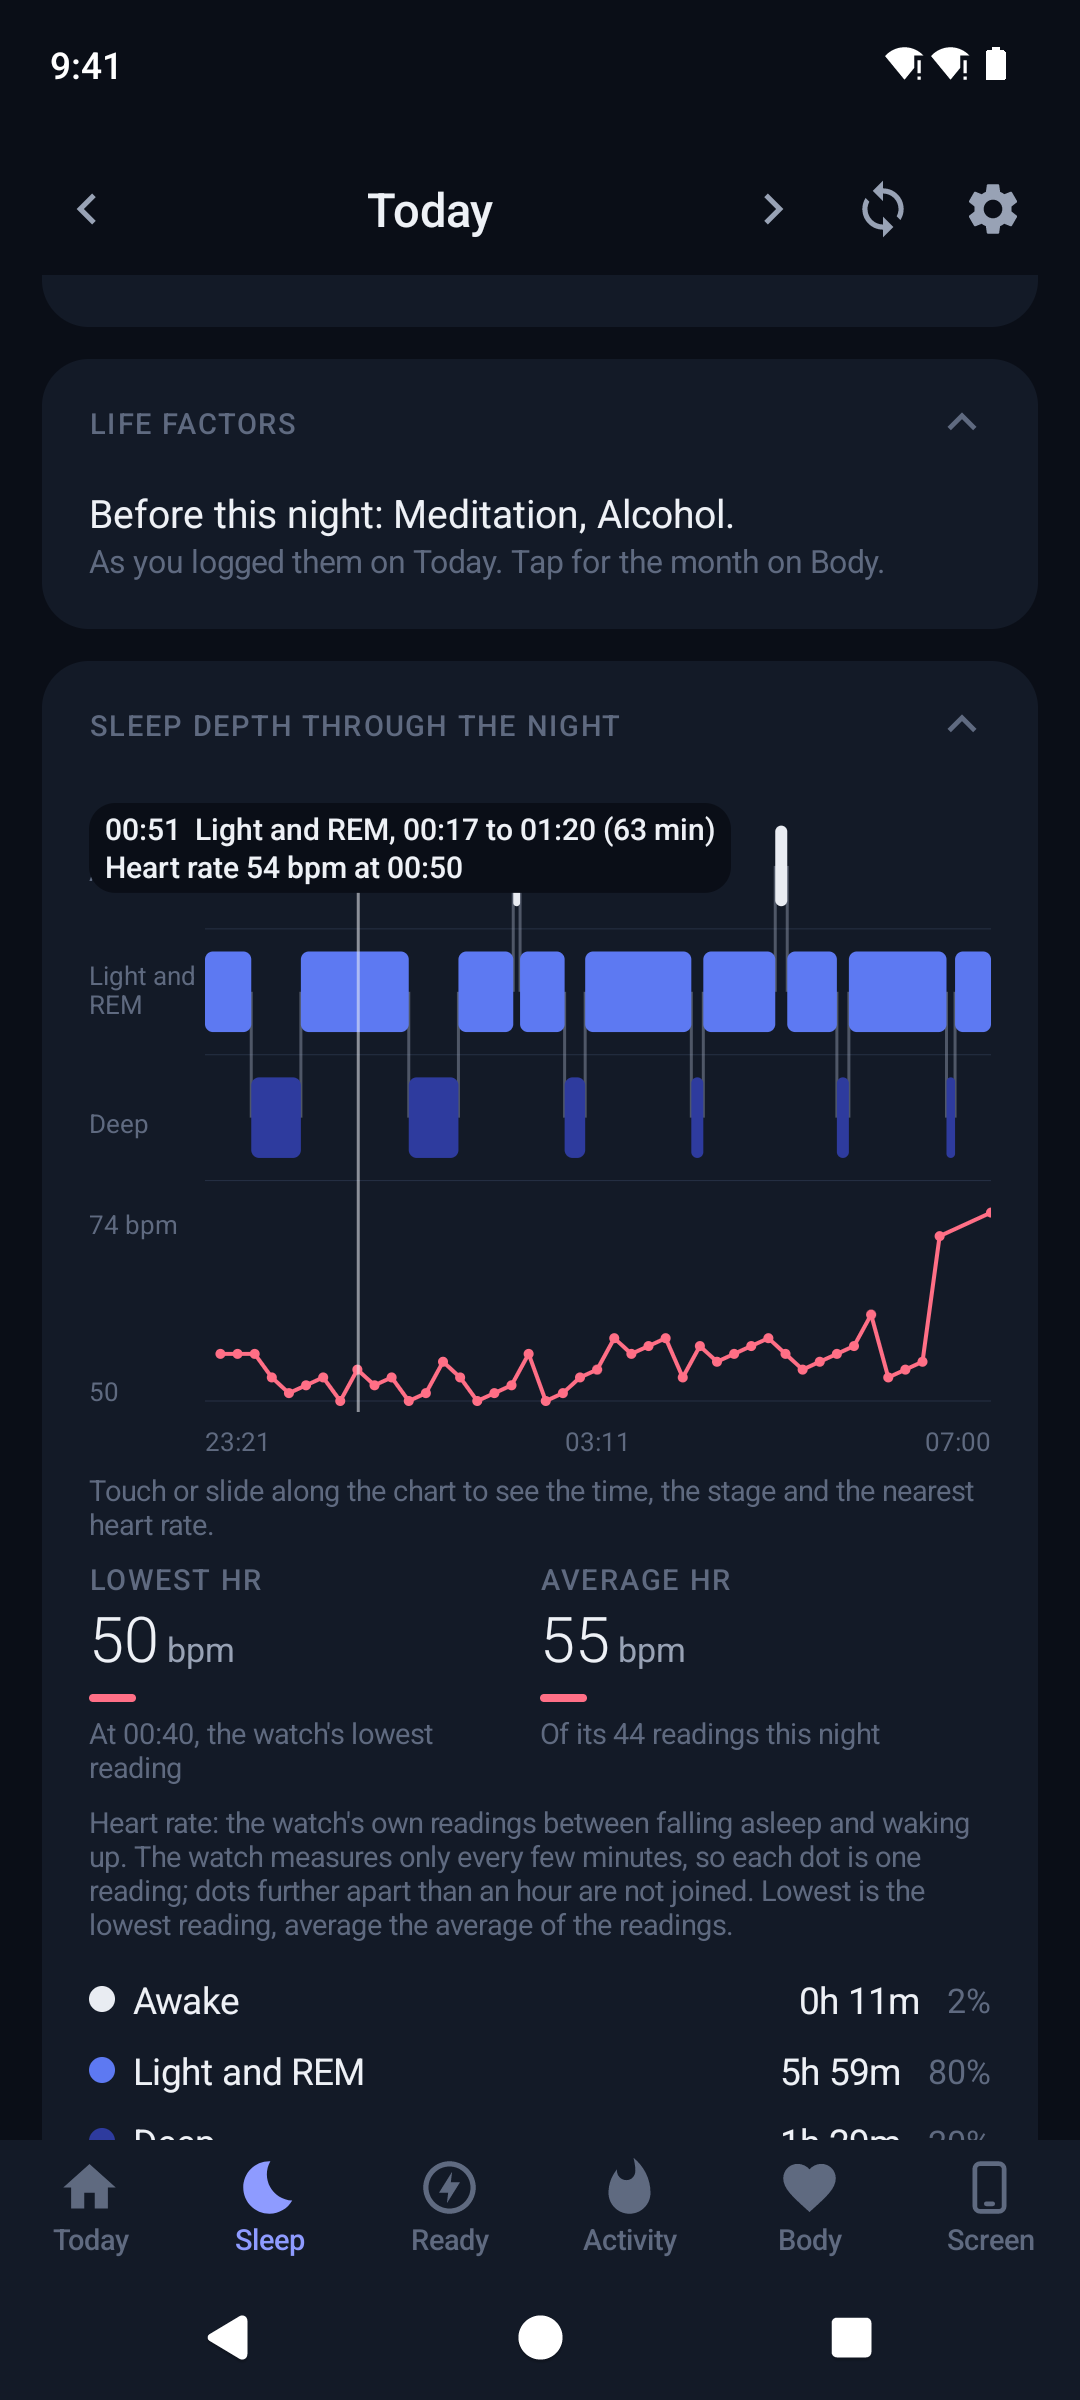 9:41
Today
LIFE FACTORS
Before this night: Meditation, Alcohol.
As you logged them on Today. Tap for the month on Body.
SLEEP DEPTH THROUGH THE NIGHT
00:51 Light and REM, 00:17 to 01:20 (63 min)
Heart rate 54 bpm at 00:50
Light and
REM
Deep
74 bpm
50
23:21 03:11 07:00
Touch or slide along the chart to see the time, the stage and the nearest
heart rate.
LOWEST HR AVERAGE HR
50 bpm 55 bpm
At 00:40, the watch's lowest
reading
Of its 44 readings this night
Heart rate: the watch's own readings between falling asleep and waking
up. The watch measures only every few minutes, so each dot is one
reading; dots further apart than an hour are not joined. Lowest is the
lowest reading, average the average of the readings.
Awake 0h 11m 2%
Light and REM 5h 59m 80%
Deep 1h 29m 20%
Today Sleep Ready Activity Body Screen